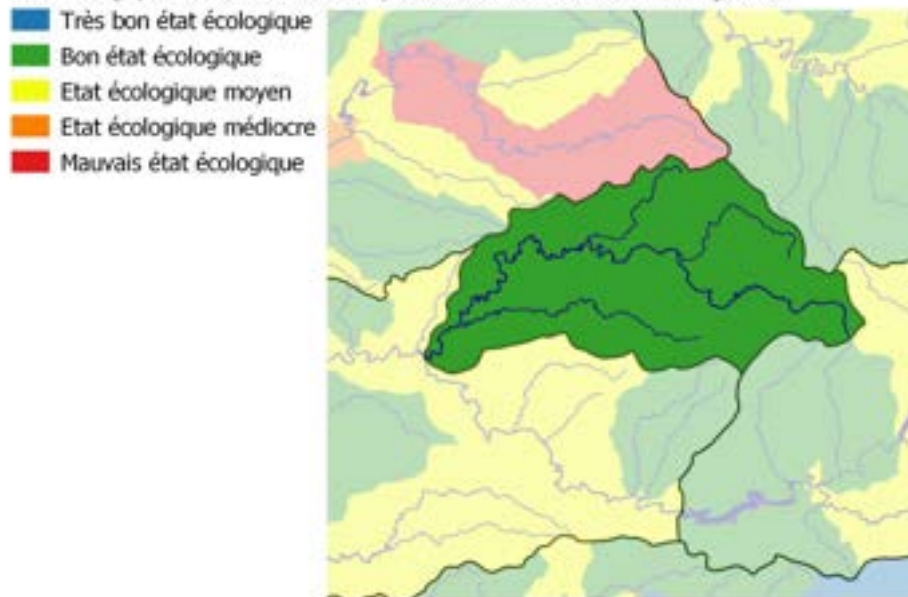 Très bon état écologique
Bon état écologique
Etat écologique moyen
Etat écologique médiocre
Mauvais état écologique